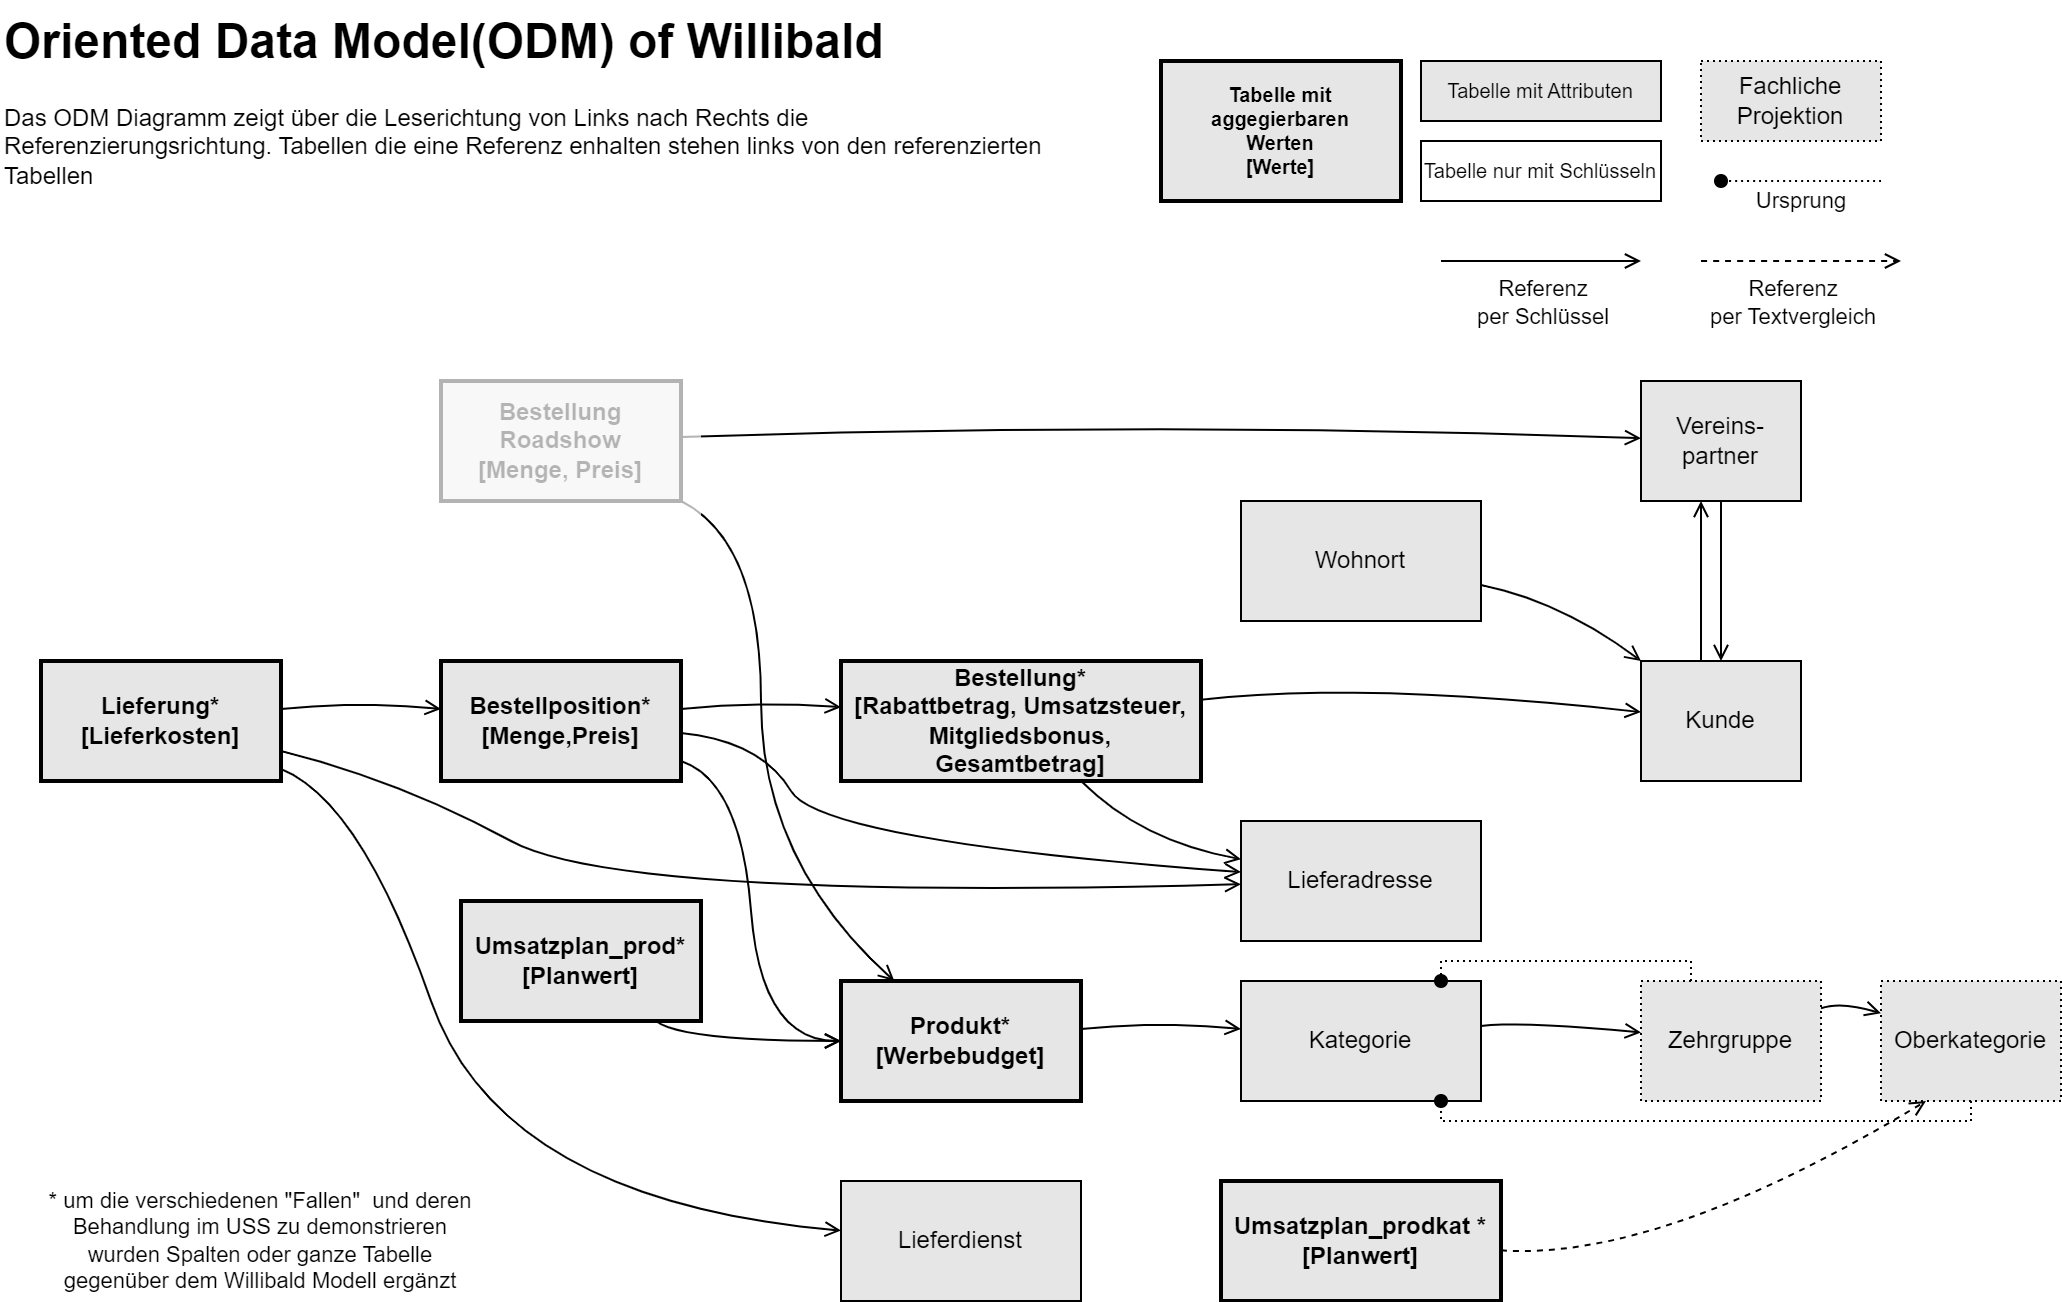 Oriented Data Model(ODM) of Willibald
Das ODM Diagramm zeigt über die Leserichtung von Links nach Rechts die
Referenzierungsrichtung. Tabellen die eine Referenz enhalten stehen links von den referenzierten
Tabellen
Tabelle mit
aggegierbaren
Werten
[Werte]
Tabelle mit Attributen
Tabelle nur mit Schlüsseln
Fachliche
Projektion
Ursprung
Referenz
per Schlüssel
Referenz
per Textvergleich
Bestellung
Roadshow
[Menge, Preis]
Vereins-
partner
Wohnort
Lieferung*
[Lieferkosten]
Bestellposition*
[Menge,Preis]
Bestellung*
[Rabattbetrag, Umsatzsteuer,
Mitgliedsbonus,
Gesamtbetrag]
Kunde
Lieferadresse
Umsatzplan_prod*
[Planwert]
Produkt*
[Werbebudget]
Kategorie
Zehrgruppe
Oberkategorie
* um die verschiedenen "Fallen"  und deren
Behandlung im USS zu demonstrieren
wurden Spalten oder ganze Tabelle
gegenüber dem Willibald Modell ergänzt
Lieferdienst
Umsatzplan_prodkat *
[Planwert]